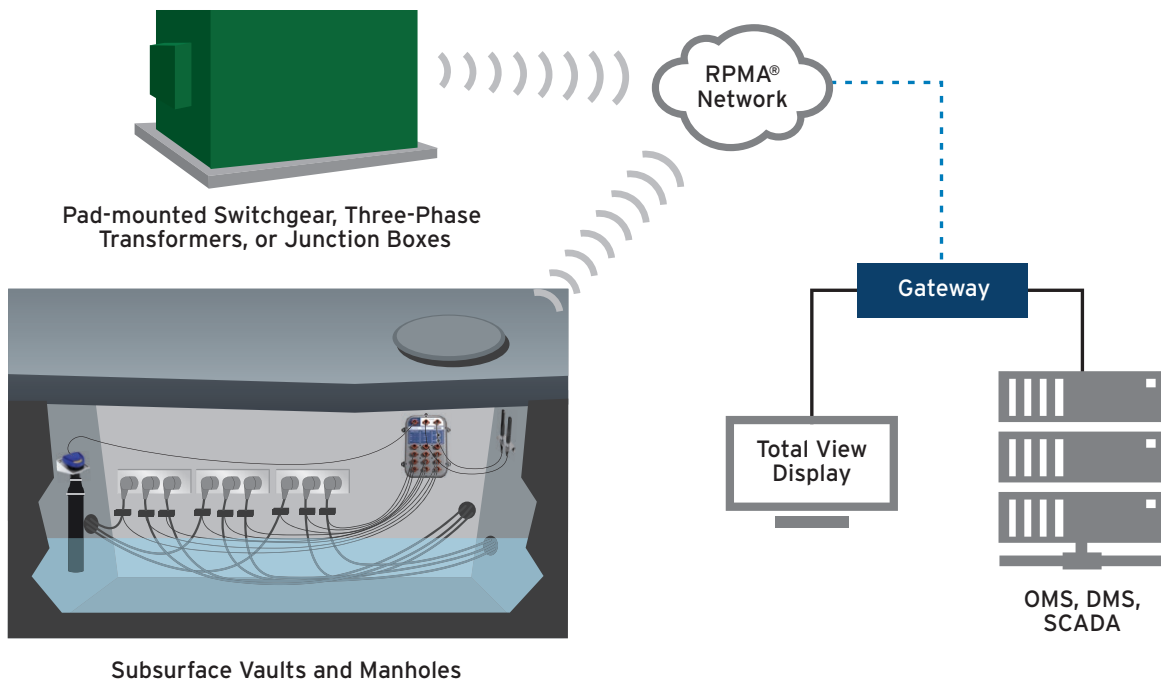 RPMA®
Network
Pad-mounted Switchgear, Three-Phase
Transformers, or Junction Boxes
Gateway
Total View
Display
OMS, DMS,
SCADA
Subsurface Vaults and Manholes